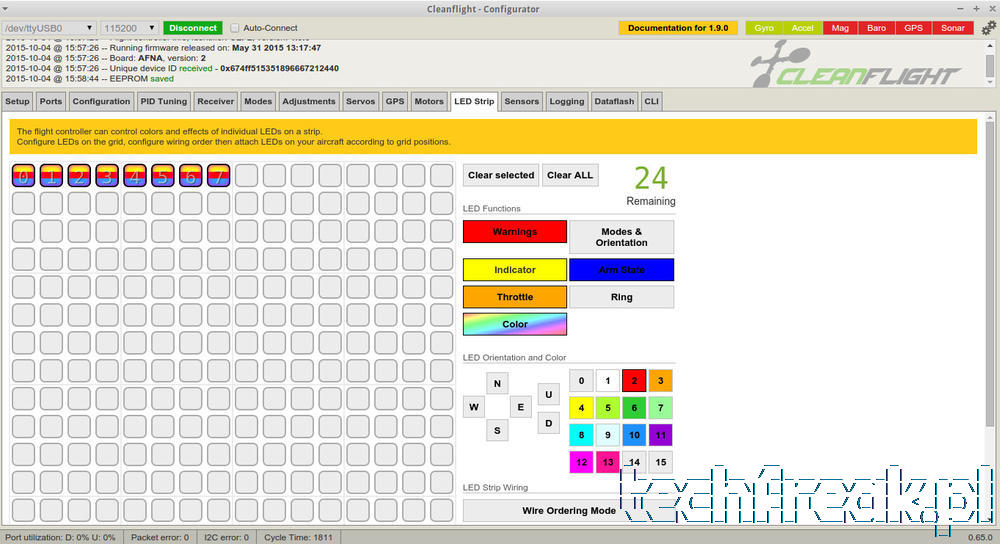 Cleanflight - Configurator
/dev/ttyUSB0 115200 Disconnect Auto-Connect Documentation for 1.9.0 Gyro Accel Mag Baro GPS Sonar
2015-10-04 @ 15:57:26 -- Running firmware released on: May 31 2015 13:17:47
2015-10-04 @ 15:57:26 -- Board: AFNA, version: 2
2015-10-04 @ 15:57:26 -- Unique device ID received - 0x674ff515351896667212440
2015-10-04 @ 15:58:44 -- EEPROM saved
CLEANFLIGHT
Setup Ports Configuration PID Tuning Receiver Modes Adjustments Servos GPS Motors LED Strip Sensors Logging Dataflash CLI
The flight controller can control colors and effects of individual LEDs on a strip.
Configure LEDs on the grid, configure wiring order then attach LEDs on your aircraft according to grid positions.
0 1 2 3 4 5 6 7
Clear selected Clear ALL 24
Remaining
LED Functions
Warnings Modes &
Orientation
Indicator Arm State
Throttle Ring
Color
LED Orientation and Color
N
W E
S
U
D
0 1 2 3
4 5 6 7
8 9 10 11
12 13 14 15
LED Strip Wiring
Wire Ordering Mode
techfreak.pl
Port utilization: D: 0% U: 0% Packet error: 0 I2C error: 0 Cycle Time: 1811 0.65.0